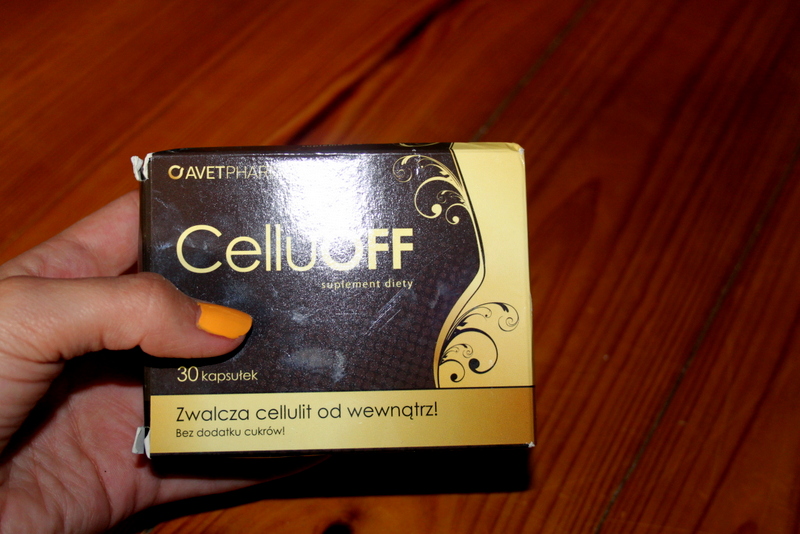 AVETPHAR
CelluOFF
suplement diety
30 kapsułek
Zwalcza cellulit od wewnątrz!
Bez dodatku cukrów!